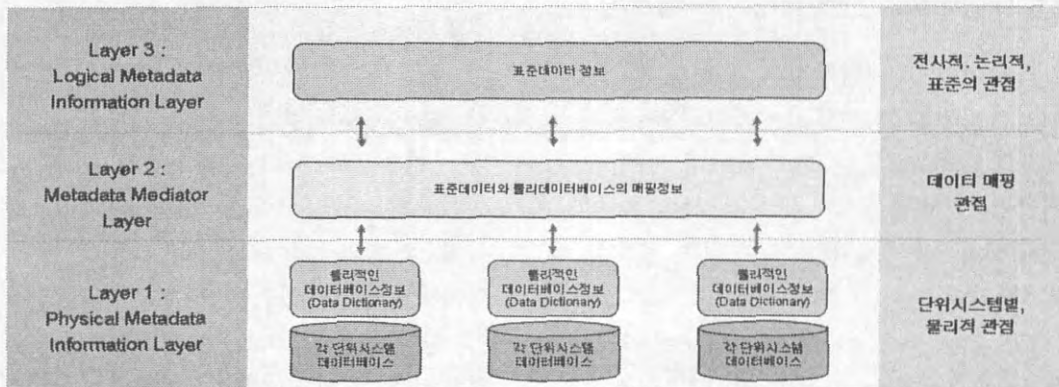 Layer 3 :
Logical Metadata
Information Layer
표준데이터 정보
전사적, 논리적,
표준의 관점
Layer 2 :
Metadata Mediator
Layer
표준데이터와 물리데이터베이스의 매핑정보
데이터 매핑
관점
Layer 1 :
Physical Metadata
Information Layer
물리적인
데이터베이스정보
(Data Dictionary)
물리적인
데이터베이스정보
(Data Dictionary)
물리적인
데이터베이스정보
(Data Dictionary)
각 단위시스템
데이터베이스
각 단위시스템
데이터베이스
각 단위시스템
데이터베이스
단위시스템별,
물리적 관점